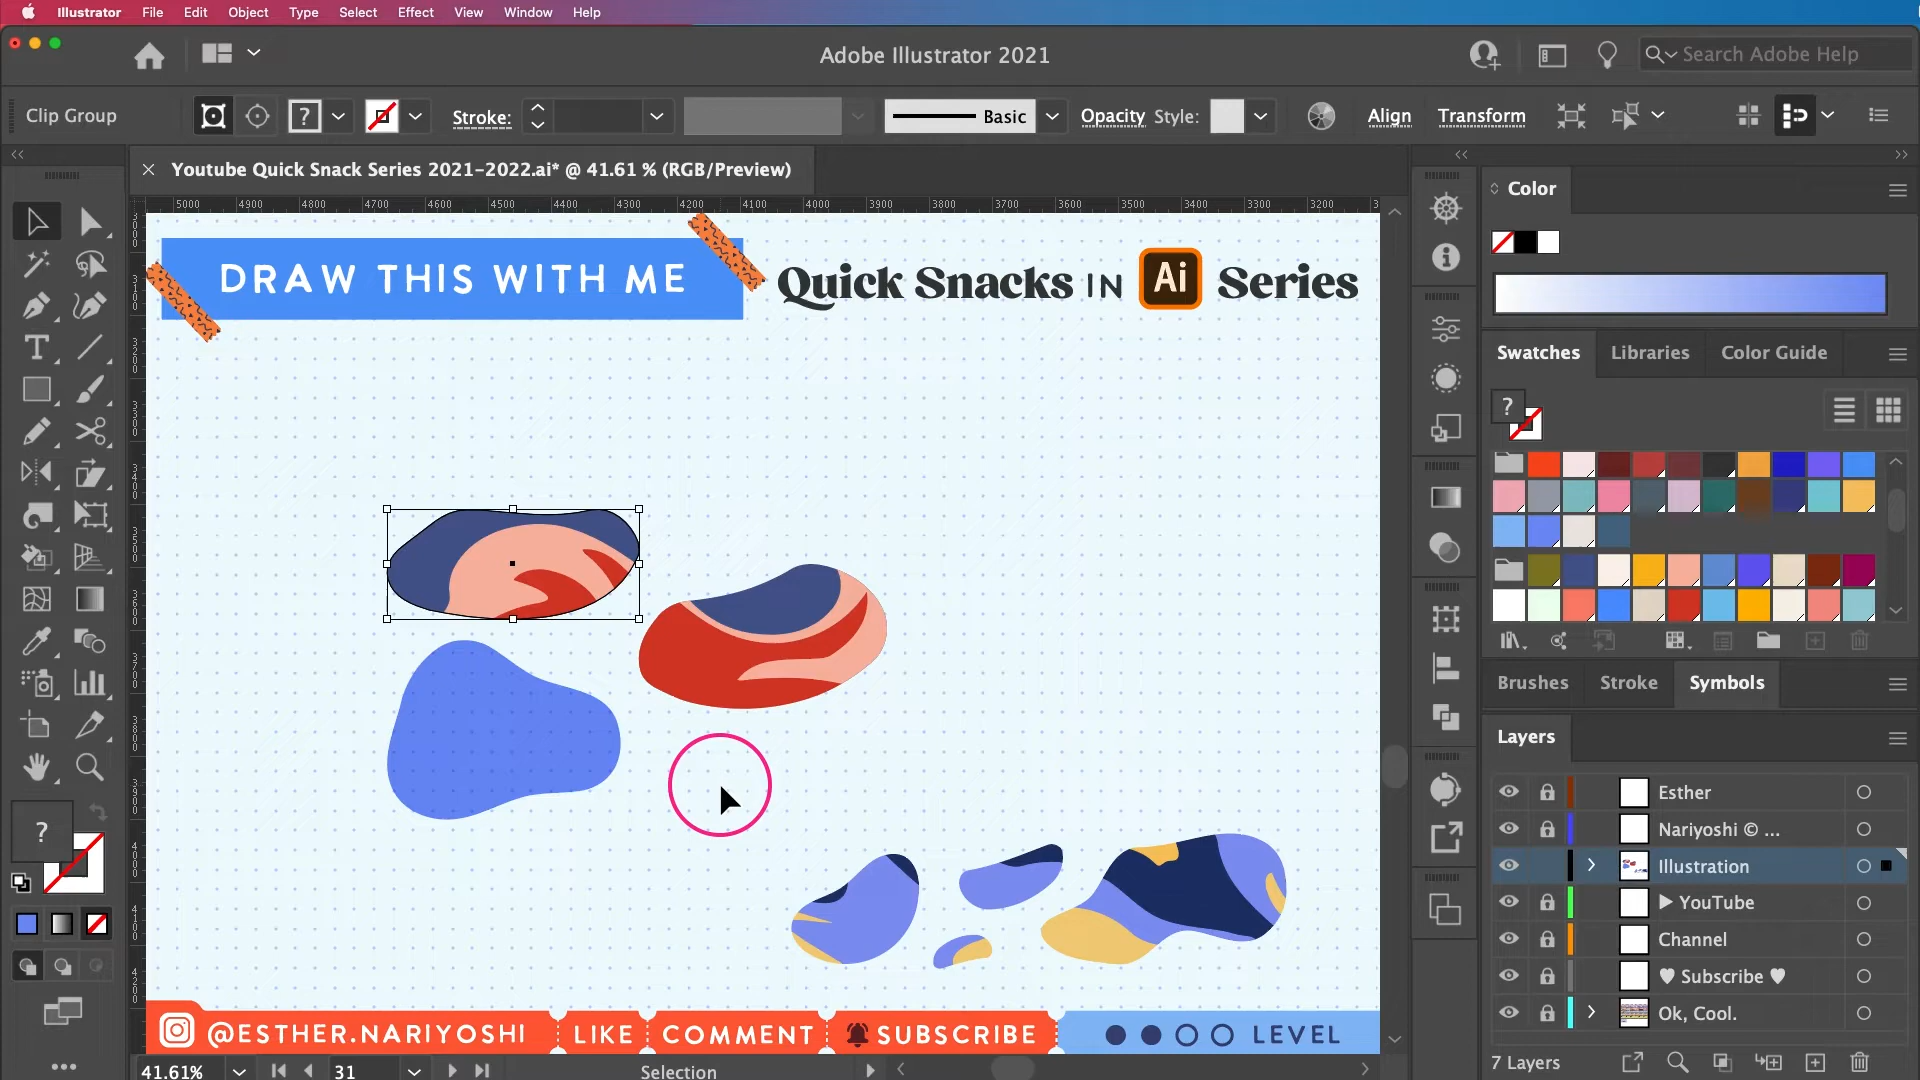 Illustrator File Edit Object Type Select Effect View Window Help
Adobe Illustrator 2021
Search Adobe Help
Clip Group
?
Stroke:
Basic
Opacity Style:
Align
Transform
Youtube Quick Snack Series 2021-2022.ai* @ 41.61 % (RGB/Preview)
5000 4900 4800 4700 4600 4500 4400 4300 4200 4100 4000 3900 3800 3700 3600 3500 3400 3300 3200 3
DRAW THIS WITH ME
Quick Snacks IN Ai Series
Color
Swatches Libraries Color Guide
?
Brushes Stroke Symbols
Layers
Esther
Nariyoshi © ...
Illustration
▶ YouTube
Channel
♥ Subscribe ♥
Ok, Cool.
7 Layers
?
@ESTHER.NARIYOSHI LIKE COMMENT SUBSCRIBE LEVEL
41.61% 31 Selection